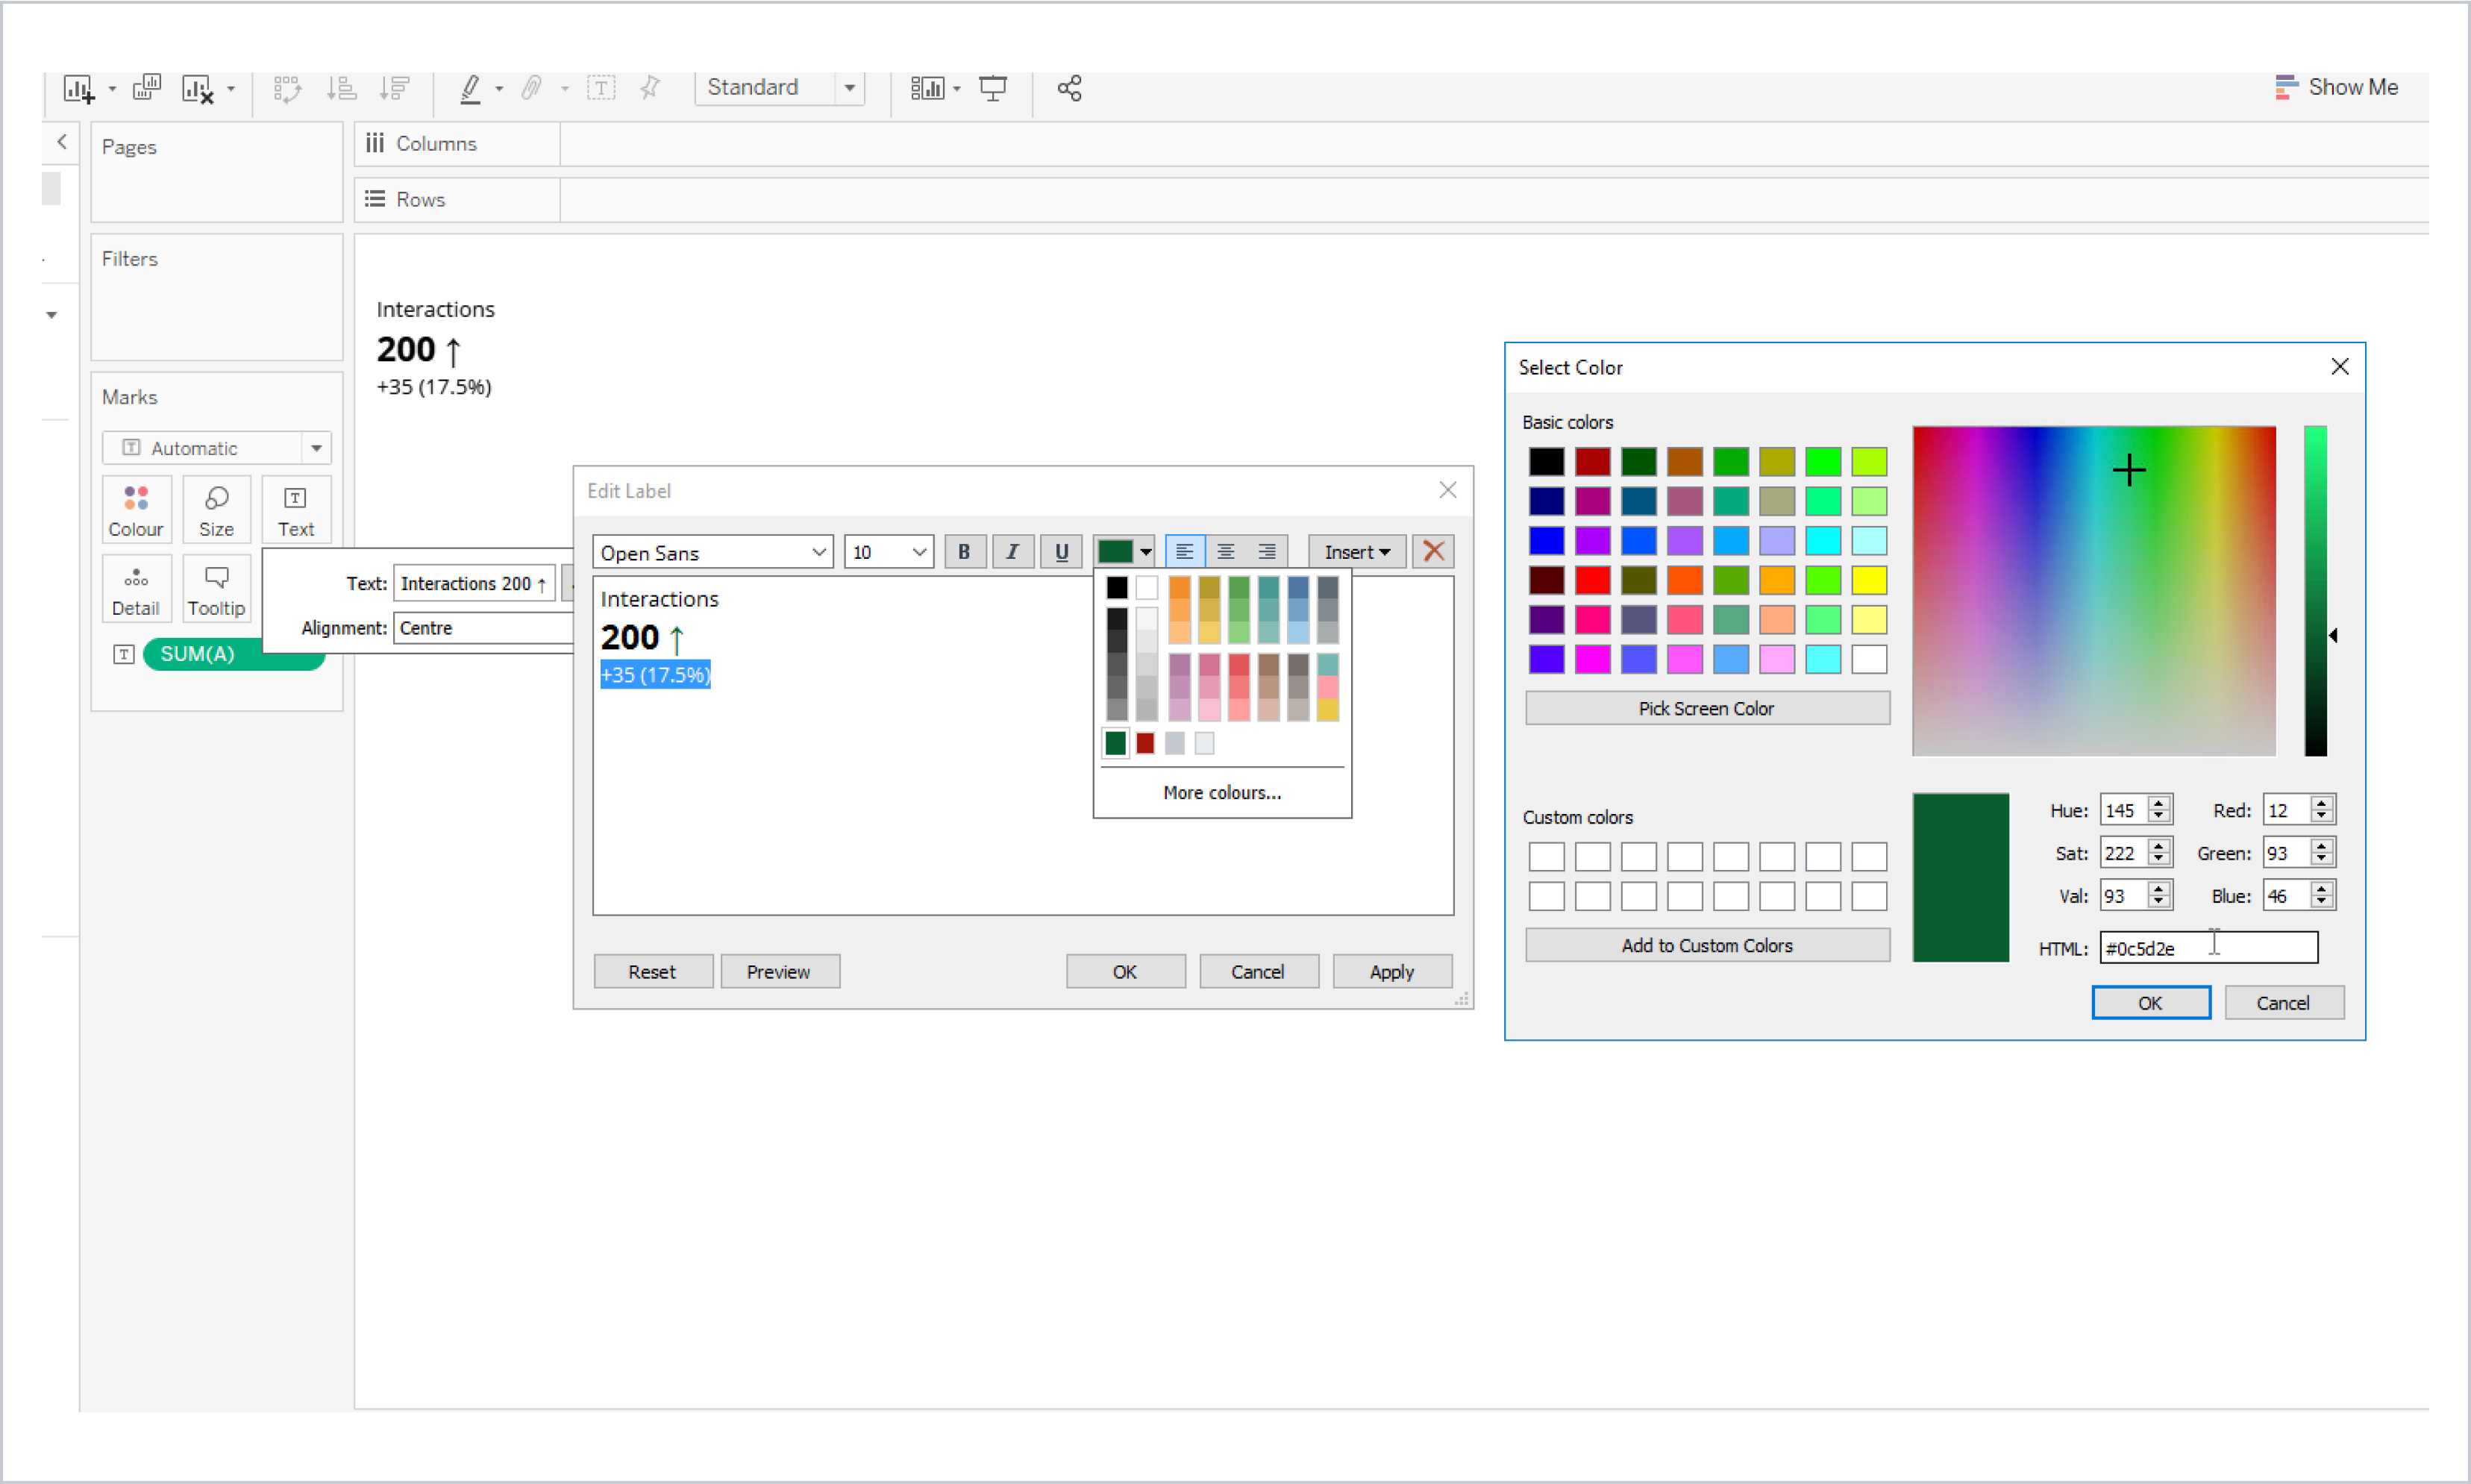 Standard
Show Me
Pages
Columns
Rows
Filters
Interactions
200 ↑
+35 (17.5%)
Marks
Automatic
Colour
Size
Text
Detail
Tooltip
SUM(A)
Text: Interactions 200 ↑
Alignment: Centre
Edit Label
Open Sans
10
B I U
Insert
Interactions
200 ↑
+35 (17.5%)
More colours...
Reset
Preview
OK
Cancel
Apply
Select Color
Basic colors
Pick Screen Color
Custom colors
Add to Custom Colors
Hue: 145
Red: 12
Sat: 222
Green: 93
Val: 93
Blue: 46
HTML: #0c5d2e
OK
Cancel